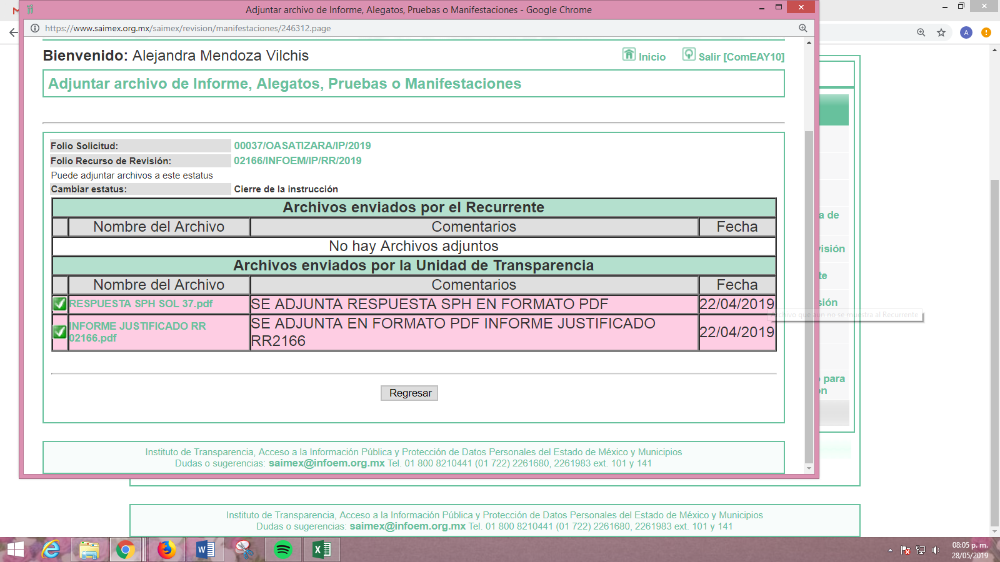 Adjuntar archivo de Informe, Alegatos, Pruebas o Manifestaciones - Google Chrome
https://www.saimex.org.mx/saimex/revision/manifestaciones/246312.page
Bienvenido: Alejandra Mendoza Vilchis
Inicio
Salir [ComEAY10]
Adjuntar archivo de Informe, Alegatos, Pruebas o Manifestaciones
Folio Solicitud: 00037/OASATIZARA/IP/2019
Folio Recurso de Revisión: 02166/INFOEM/IP/RR/2019
Puede adjuntar archivos a este estatus
Cambiar estatus: Cierre de la instrucción
Archivos enviados por el Recurrente
Nombre del Archivo Comentarios Fecha
No hay Archivos adjuntos
Archivos enviados por la Unidad de Transparencia
Nombre del Archivo Comentarios Fecha
RESPUESTA SPH SOL 37.pdf SE ADJUNTA RESPUESTA SPH EN FORMATO PDF 22/04/2019
Archivo que aun no se muestra al Recurrente
INFORME JUSTIFICADO RR
02166.pdf
SE ADJUNTA EN FORMATO PDF INFORME JUSTIFICADO
RR2166
22/04/2019
Regresar
Instituto de Transparencia, Acceso a la Información Pública y Protección de Datos Personales del Estado de México y Municipios
Dudas o sugerencias: saimex@infoem.org.mx Tel. 01 800 8210441 (01 722) 2261680, 2261983 ext. 101 y 141
a de
visión
te
sión
para
ón
Instituto de Transparencia, Acceso a la Información Pública y Protección de Datos Personales del Estado de México y Municipios
Dudas o sugerencias: saimex@infoem.org.mx Tel. 01 800 8210441 (01 722) 2261680, 2261983 ext. 101 y 141
A
08:05 p. m.
28/05/2019